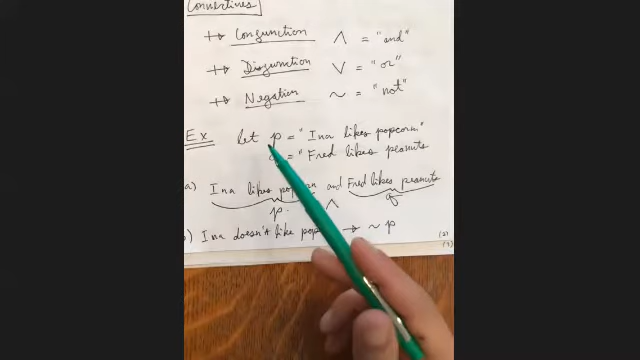 Connectives
Conjunction ∧ = "and"
Disjunction ∨ = "or"
Negation ~ = "not"
Ex let p = "Ina likes popcorn"
q = "Fred likes peanuts
a) Ina likes popcorn and Fred likes peanuts
p ∧ q
) Ina doesn't like → ~ p